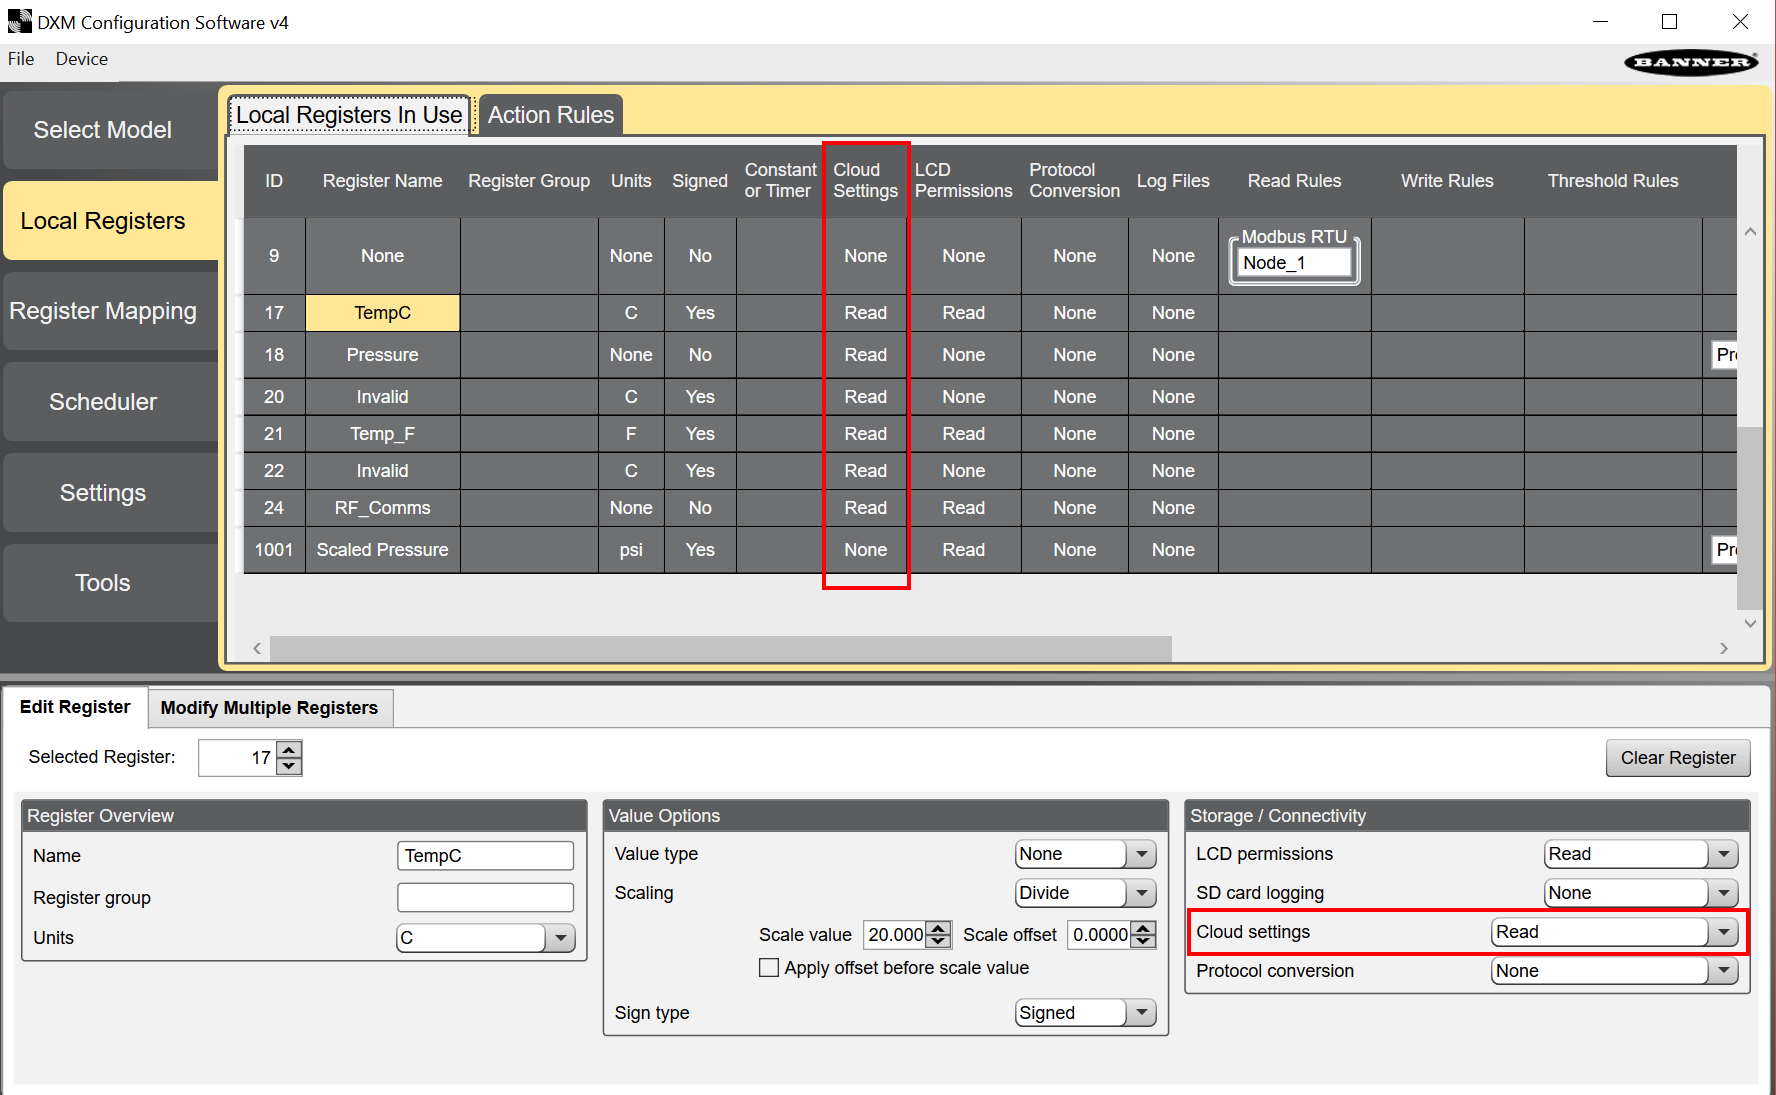 DXM Configuration Software v4
File Device
BANNER
Select Model
Local Registers
Register Mapping
Scheduler
Settings
Tools
Local Registers In Use Action Rules
ID Register Name Register Group Units Signed Constant or Timer Cloud Settings LCD Permissions Protocol Conversion Log Files Read Rules Write Rules Threshold Rules
9 None None No None None None None Modbus RTU Node_1
17 TempC C Yes Read Read None None
18 Pressure None No Read None None None Pr
20 Invalid C Yes Read None None None
21 Temp_F F Yes Read Read None None
22 Invalid C Yes Read None None None
24 RF_Comms None No Read Read None None
1001 Scaled Pressure psi Yes None Read None None Pr
Edit Register Modify Multiple Registers
Selected Register: 17 Clear Register
Register Overview
Name TempC
Register group
Units C
Value Options
Value type None
Scaling Divide
Scale value 20.000 Scale offset 0.0000
Apply offset before scale value
Sign type Signed
Storage / Connectivity
LCD permissions Read
SD card logging None
Cloud settings Read
Protocol conversion None